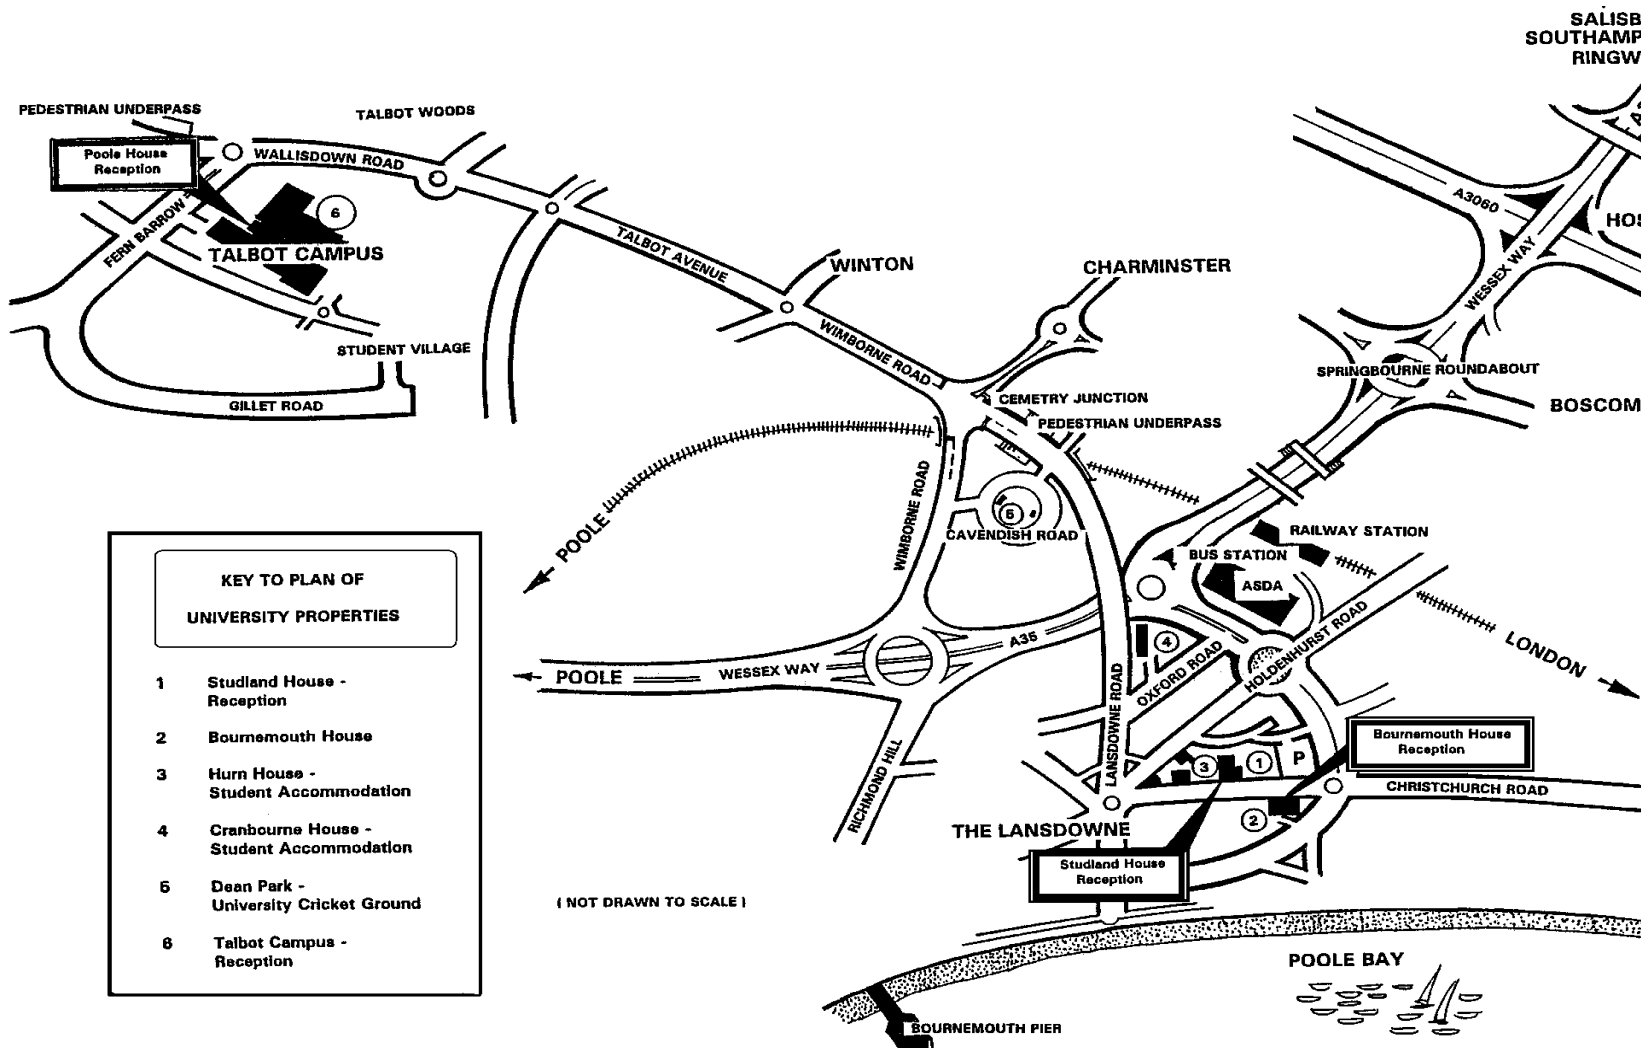 SALISB
SOUTHAMP
RINGW
PEDESTRIAN UNDERPASS
TALBOT WOODS
Poole House
Reception
WALLISDOWN ROAD
A3060
FERN BARROW
6
HOS
TALBOT CAMPUS
TALBOT AVENUE
WINTON
CHARMINSTER
WESSEX WAY
WIMBORNE ROAD
STUDENT VILLAGE
SPRINGBOURNE ROUNDABOUT
GILLET ROAD
CEMETRY JUNCTION
BOSCOM
PEDESTRIAN UNDERPASS
WIMBORNE ROAD
5
CAVENDISH ROAD
POOLE
RAILWAY STATION
BUS STATION
ASDA
KEY TO PLAN OF
UNIVERSITY PROPERTIES
1 Studland House -
Reception
2 Bournemouth House
3 Hurn House -
Student Accommodation
4 Cranbourne House -
Student Accommodation
5 Dean Park -
University Cricket Ground
6 Talbot Campus -
Reception
A35
4
OXFORD ROAD
HOLDENHURST ROAD
LONDON
POOLE
WESSEX WAY
LANSDOWNE ROAD
RICHMOND HILL
Bournemouth House
Reception
3
1
P
CHRISTCHURCH ROAD
2
THE LANSDOWNE
Studland House
Reception
( NOT DRAWN TO SCALE )
POOLE BAY
BOURNEMOUTH PIER